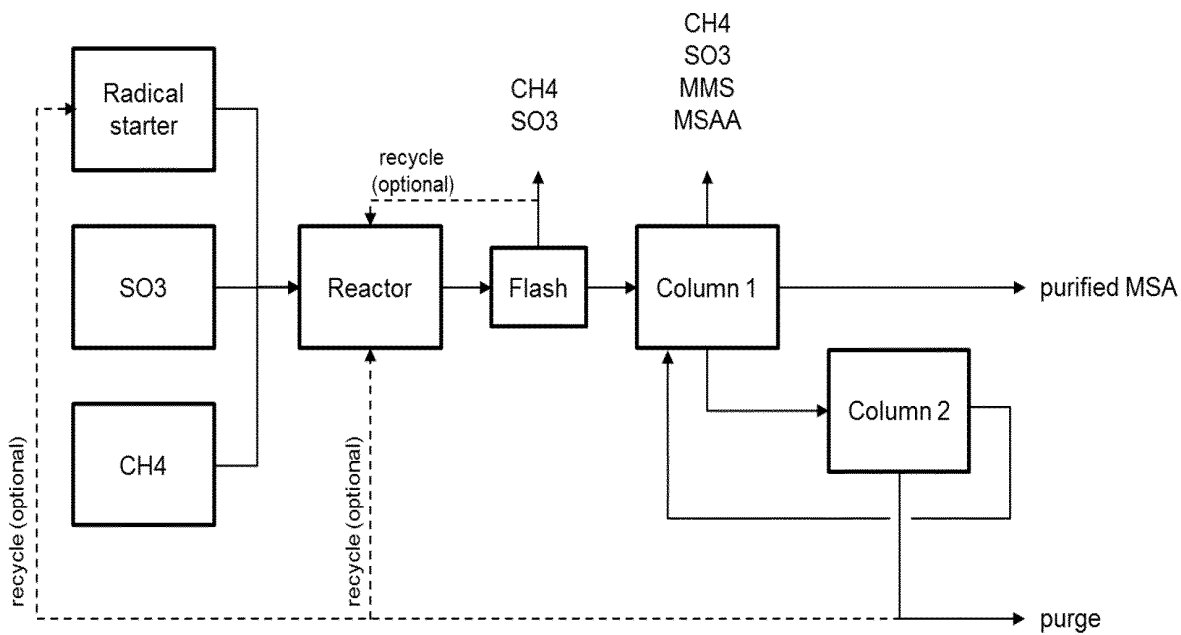 CH4
SO3
MMS
MSAA
CH4
SO3
Radical
starter
recycle
(optional)
SO3
Reactor
Flash
Column 1
purified MSA
Column 2
CH4
recycle (optional)
recycle (optional)
purge